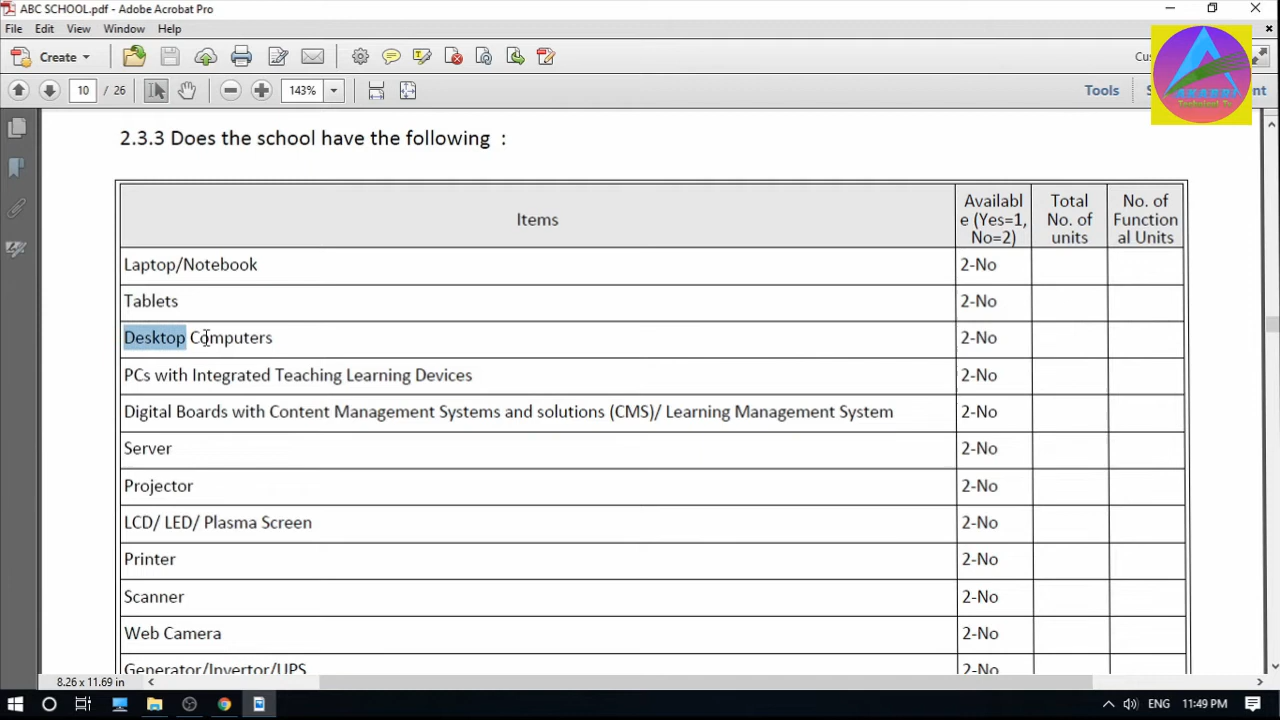 ABC SCHOOL.pdf - Adobe Acrobat Pro
File Edit View Window Help
Create
10 / 26 143% Tools
2.3.3 Does the school have the following :
Items
Availabl
e (Yes=1,
No=2)
Total
No. of
units
No. of
Function
al Units
Laptop/Notebook 2-No
Tablets 2-No
Desktop Computers 2-No
PCs with Integrated Teaching Learning Devices 2-No
Digital Boards with Content Management Systems and solutions (CMS)/ Learning Management System 2-No
Server 2-No
Projector 2-No
LCD/ LED/ Plasma Screen 2-No
Printer 2-No
Scanner 2-No
Web Camera 2-No
Generator/Invertor/UPS 2-No
8.26 x 11.69 in
ENG 11:49 PM